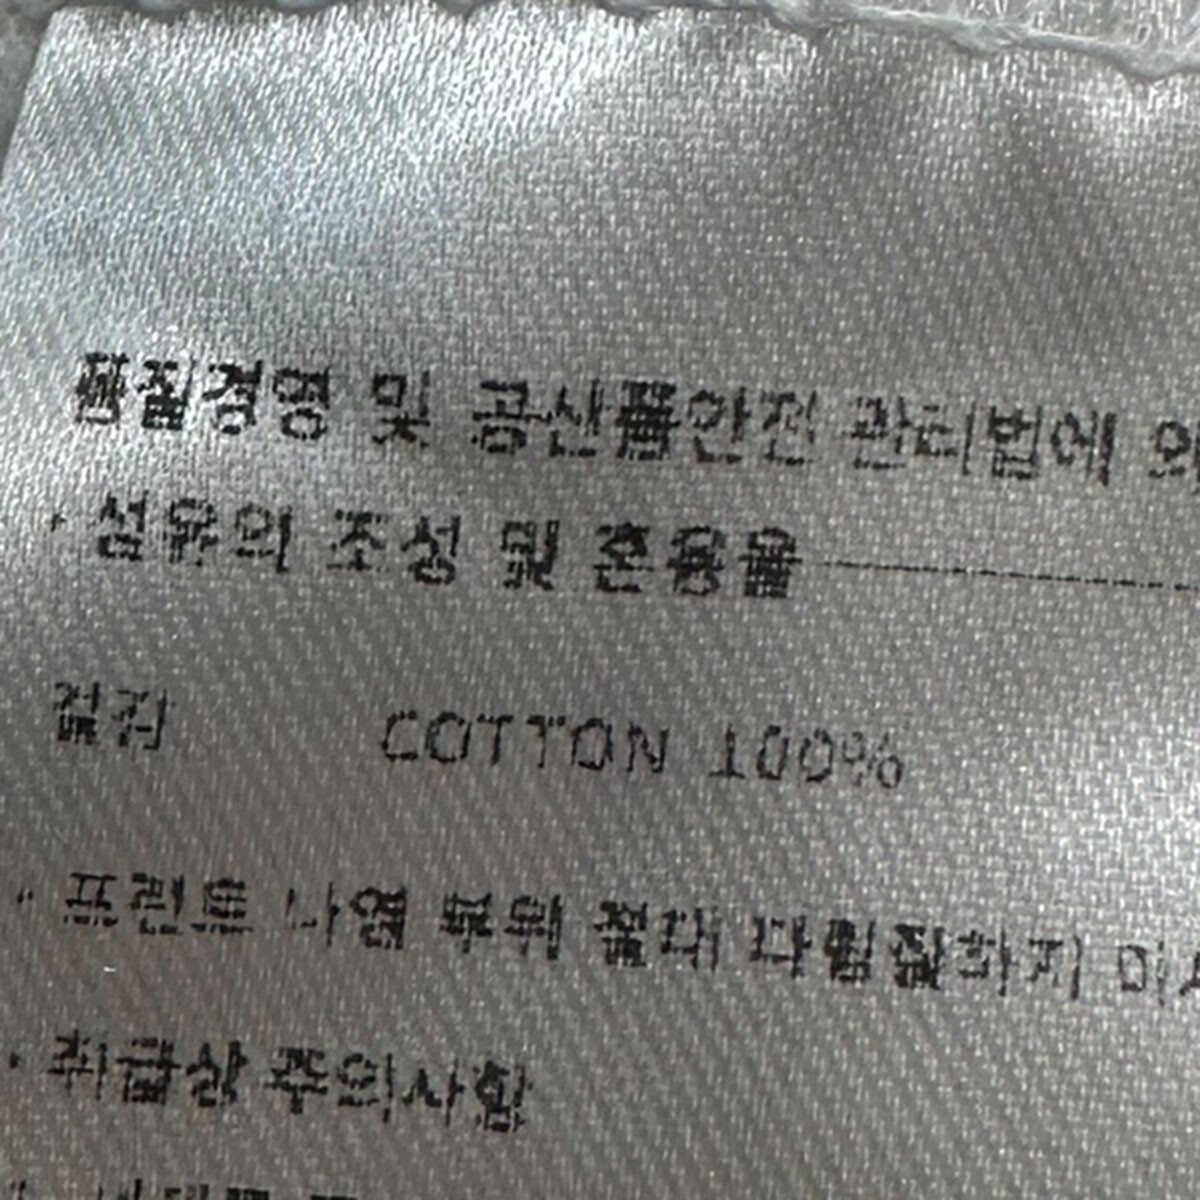 품질경영 및 공산품안전 관리법에 의
· 섬유의 조성 및 혼용률
겉감 COTTON 100%
프린트 나염 부위 절대 다림질하지 마
· 취급상 주의사항